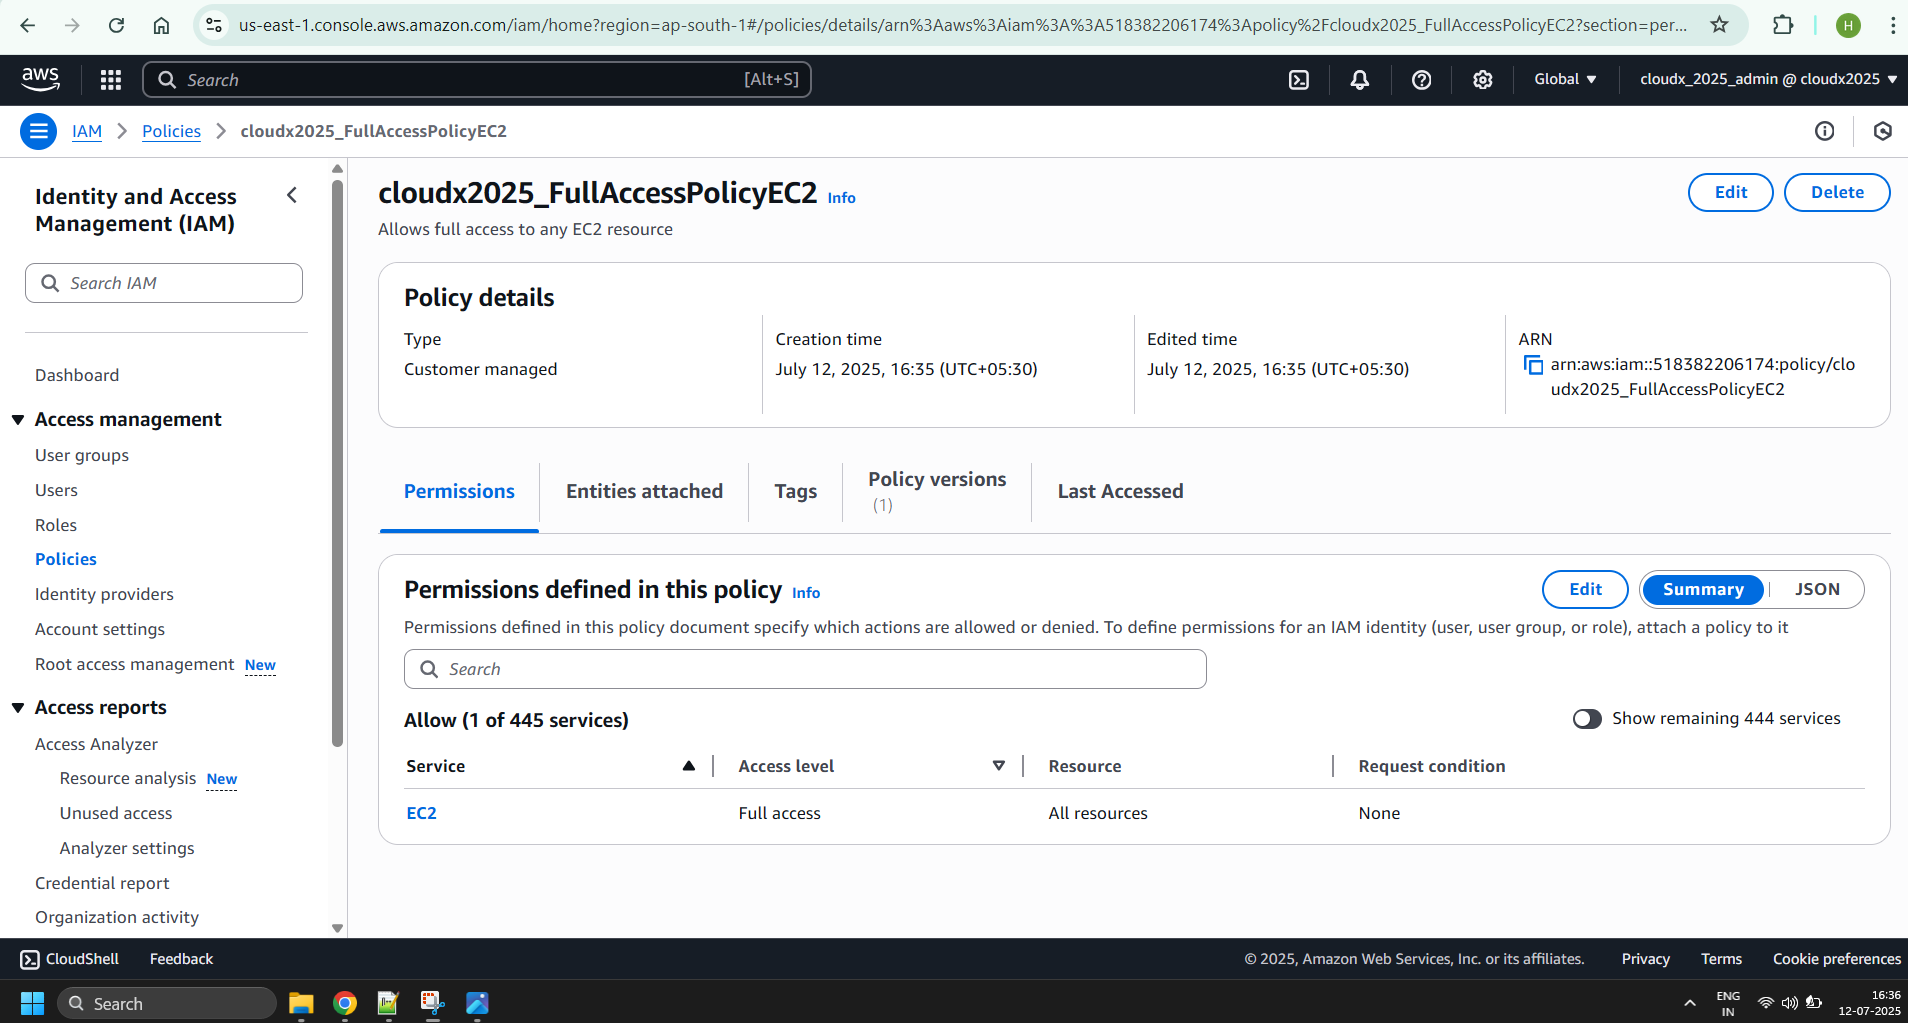 us-east-1.console.aws.amazon.com/iam/home?region=ap-south-1#/policies/details/arn%3Aaws%3Aiam%3A%3A518382206174%3Apolicy%2Fcloudx2025_FullAccessPolicyEC2?section=per...
H
aws
Search [Alt+S]
Global
cloudx_2025_admin @ cloudx2025
IAM
Policies
cloudx2025_FullAccessPolicyEC2
Identity and Access
Management (IAM)
Search IAM
Dashboard
Access management
User groups
Users
Roles
Policies
Identity providers
Account settings
Root access management New
Access reports
Access Analyzer
Resource analysis New
Unused access
Analyzer settings
Credential report
Organization activity
cloudx2025_FullAccessPolicyEC2 Info
Edit
Delete
Allows full access to any EC2 resource
Policy details
Type
Customer managed
Creation time
July 12, 2025, 16:35 (UTC+05:30)
Edited time
July 12, 2025, 16:35 (UTC+05:30)
ARN
arn:aws:iam::518382206174:policy/clo
udx2025_FullAccessPolicyEC2
Permissions
Entities attached
Tags
Policy versions
(1)
Last Accessed
Permissions defined in this policy Info
Edit
Summary
JSON
Permissions defined in this policy document specify which actions are allowed or denied. To define permissions for an IAM identity (user, user group, or role), attach a policy to it
Search
Allow (1 of 445 services)
Show remaining 444 services
Service Access level Resource Request condition
EC2 Full access All resources None
CloudShell
Feedback
© 2025, Amazon Web Services, Inc. or its affiliates.
Privacy
Terms
Cookie preferences
Search
ENG
IN
16:36
12-07-2025